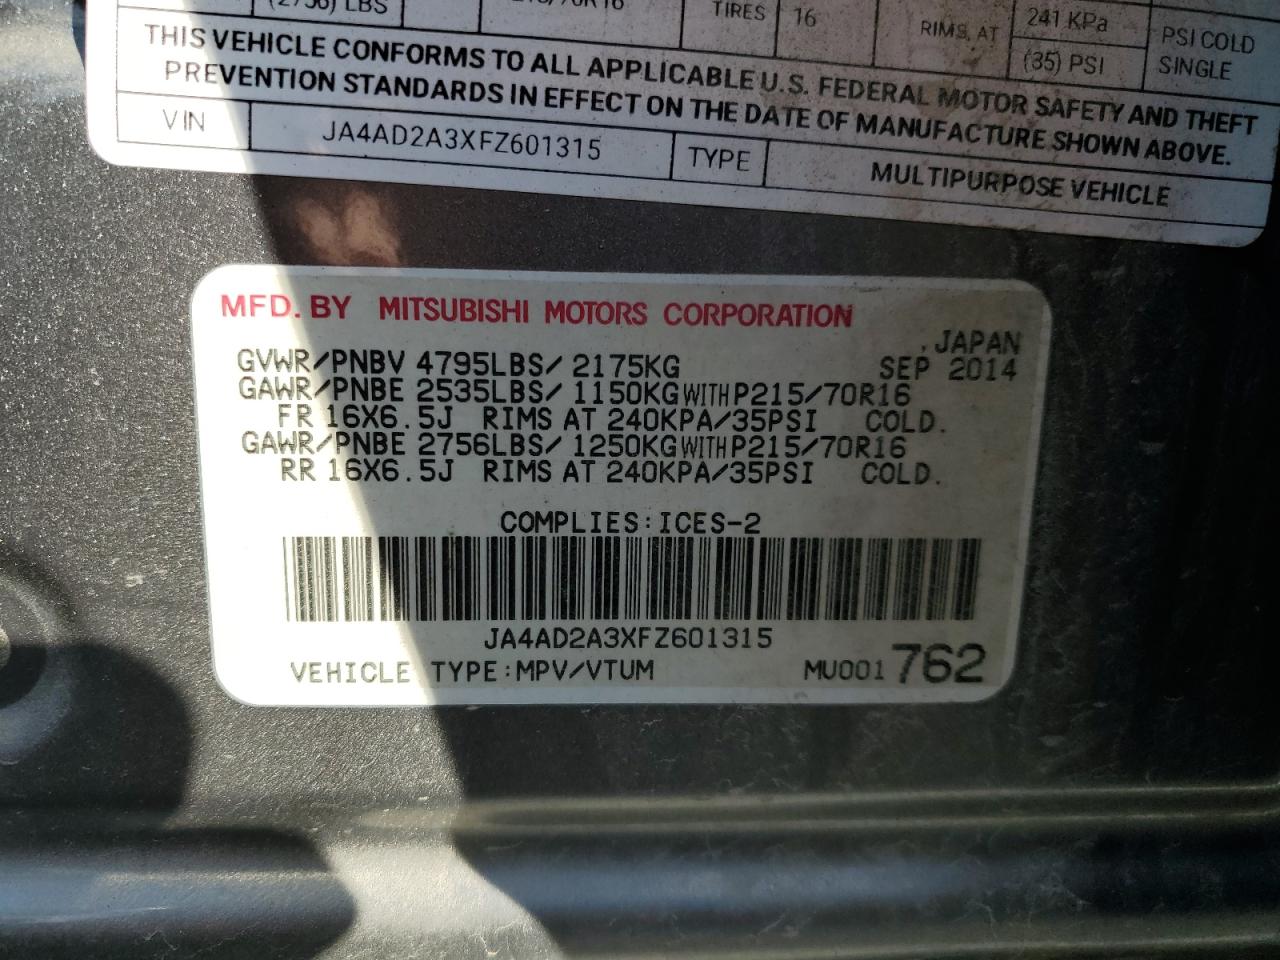 (2756) LBS TIRES 16 RIMS, AT 241 KPa PSI COLD
(35) PSI SINGLE
THIS VEHICLE CONFORMS TO ALL APPLICABLE U.S. FEDERAL MOTOR SAFETY AND THEFT
PREVENTION STANDARDS IN EFFECT ON THE DATE OF MANUFACTURE SHOWN ABOVE.
VIN JA4AD2A3XFZ601315 TYPE MULTIPURPOSE VEHICLE
MFD. BY MITSUBISHI MOTORS CORPORATION
, JAPAN
GVWR/PNBV 4795LBS/ 2175KG SEP 2014
GAWR/PNBE 2535LBS/ 1150KG WITH P215/70R16
FR 16X6.5J RIMS AT 240KPA/35PSI COLD.
GAWR/PNBE 2756LBS/ 1250KG WITH P215/70R16
RR 16X6.5J RIMS AT 240KPA/35PSI COLD.
COMPLIES:ICES-2
JA4AD2A3XFZ601315
VEHICLE TYPE:MPV/VTUM MU001 762